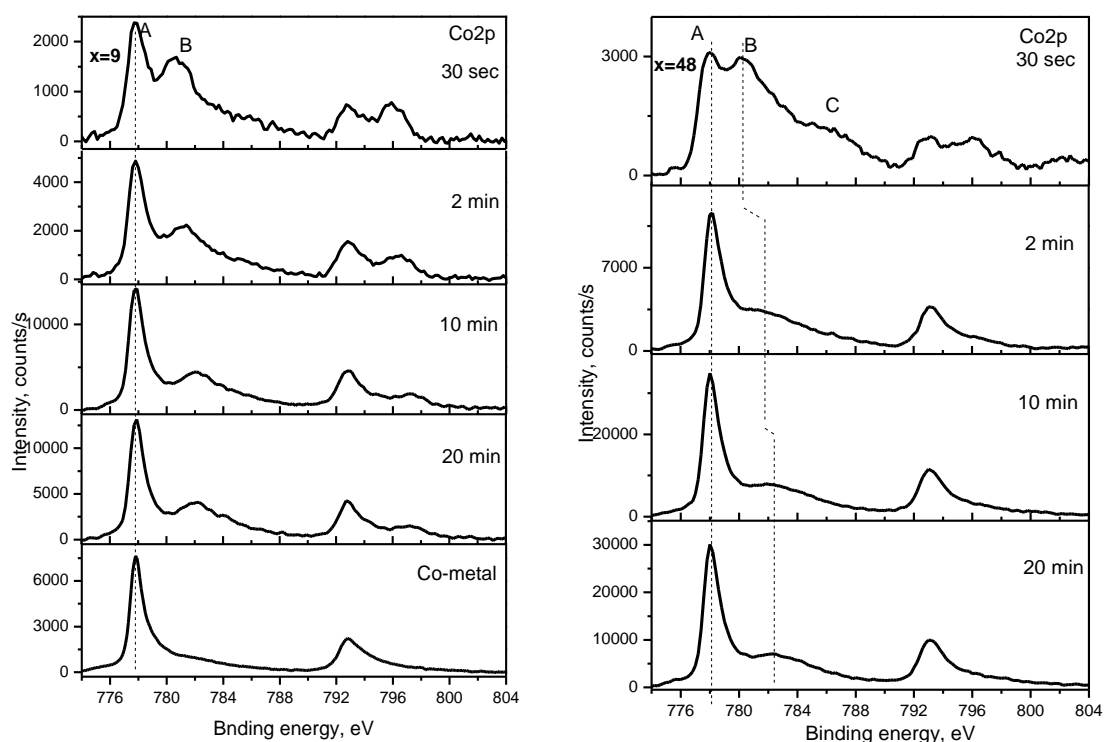 A
B
Co2p
x=9
30 sec
2000
1000
0
2 min
4000
2000
0
10 min
10000
0
20 min
10000
5000
0
Co-metal
6000
3000
0
776 780 784 788 792 796 800 804
Bnding energy, eV
Intensity, counts/s
A
B
C
Co2p
x=48
30 sec
3000
0
2 min
7000
0
10 min
20000
0
20 min
30000
20000
10000
0
776 780 784 788 792 796 800 804
Binding energy, eV
Intensity, counts/s